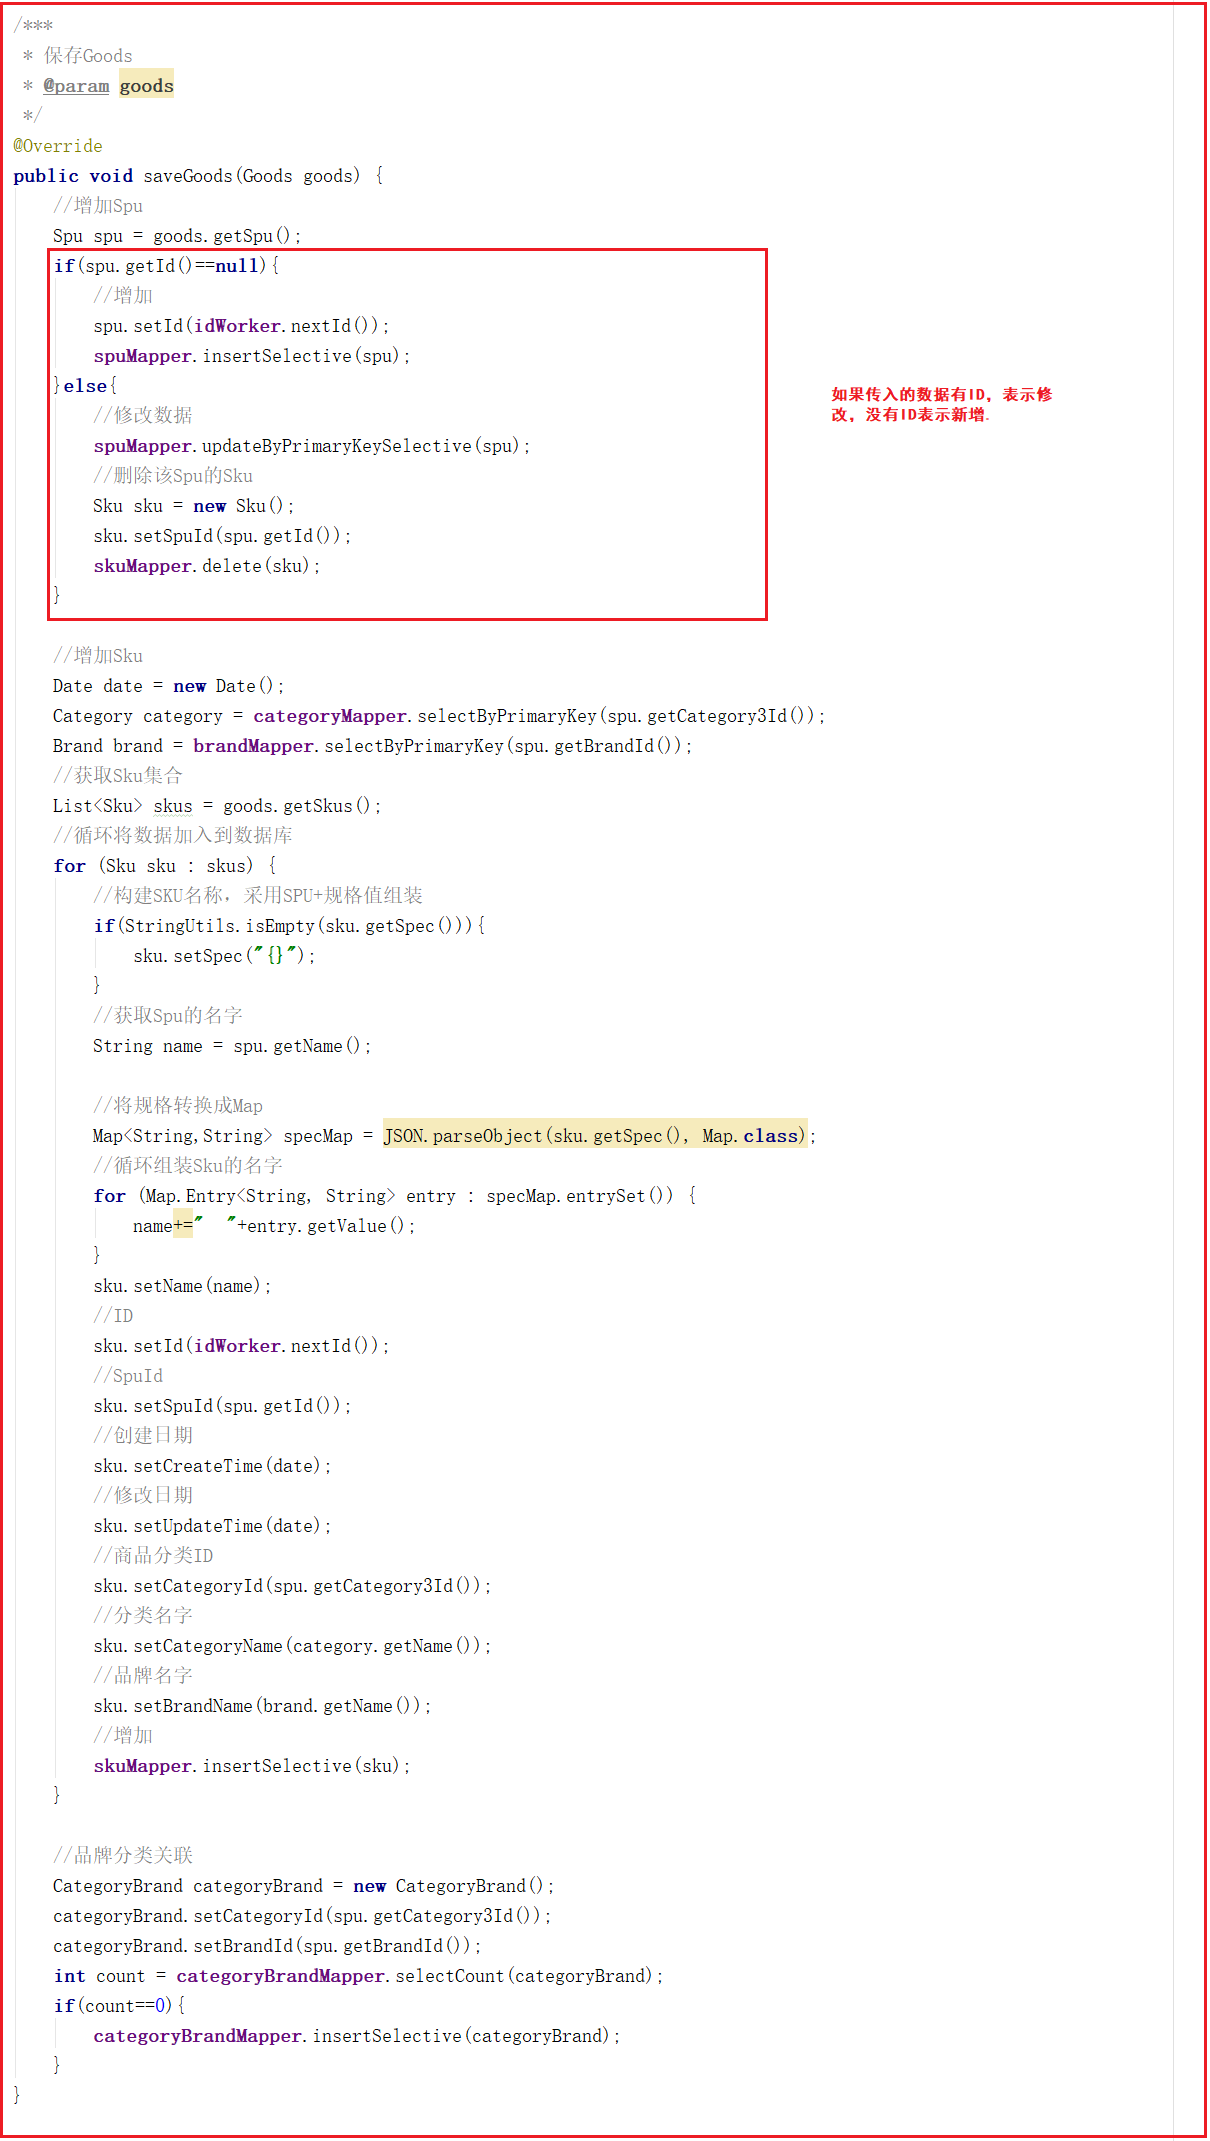 /***
 * 保存Goods
 * @param goods
 */
@Override
public void saveGoods(Goods goods) {
    //增加Spu
    Spu spu = goods.getSpu();
    if(spu.getId()==null){
        //增加
        spu.setId(idWorker.nextId());
        spuMapper.insertSelective(spu);
    }else{
        //修改数据
        spuMapper.updateByPrimaryKeySelective(spu);
        //删除该Spu的Sku
        Sku sku = new Sku();
        sku.setSpuId(spu.getId());
        skuMapper.delete(sku);
    }
如果传入的数据有ID，表示修
改，没有ID表示新增.
    //增加Sku
    Date date = new Date();
    Category category = categoryMapper.selectByPrimaryKey(spu.getCategory3Id());
    Brand brand = brandMapper.selectByPrimaryKey(spu.getBrandId());
    //获取Sku集合
    List<Sku> skus = goods.getSkus();
    //循环将数据加入到数据库
    for (Sku sku : skus) {
        //构建SKU名称，采用SPU+规格值组装
        if(StringUtils.isEmpty(sku.getSpec())){
            sku.setSpec("{}");
        }
        //获取Spu的名字
        String name = spu.getName();
        //将规格转换成Map
        Map<String,String> specMap = JSON.parseObject(sku.getSpec(), Map.class);
        //循环组装Sku的名字
        for (Map.Entry<String, String> entry : specMap.entrySet()) {
            name+="  "+entry.getValue();
        }
        sku.setName(name);
        //ID
        sku.setId(idWorker.nextId());
        //SpuId
        sku.setSpuId(spu.getId());
        //创建日期
        sku.setCreateTime(date);
        //修改日期
        sku.setUpdateTime(date);
        //商品分类ID
        sku.setCategoryId(spu.getCategory3Id());
        //分类名字
        sku.setCategoryName(category.getName());
        //品牌名字
        sku.setBrandName(brand.getName());
        //增加
        skuMapper.insertSelective(sku);
    }
    //品牌分类关联
    CategoryBrand categoryBrand = new CategoryBrand();
    categoryBrand.setCategoryId(spu.getCategory3Id());
    categoryBrand.setBrandId(spu.getBrandId());
    int count = categoryBrandMapper.selectCount(categoryBrand);
    if(count==0){
        categoryBrandMapper.insertSelective(categoryBrand);
    }
}